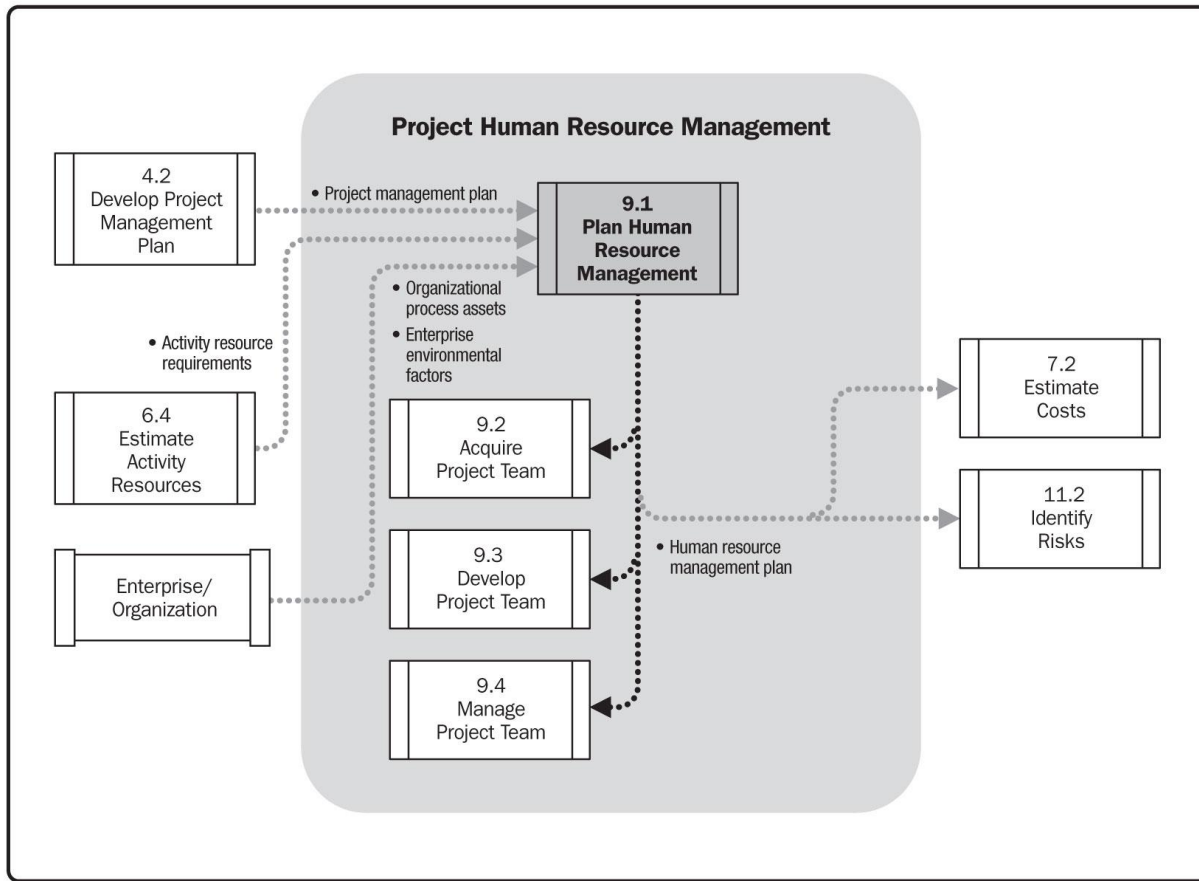 Project Human Resource Management
4.2
Develop Project
Management
Plan
• Project management plan
9.1
Plan Human
Resource
Management
• Organizational
process assets
• Enterprise
environmental
factors
• Activity resource
requirements
6.4
Estimate
Activity
Resources
9.2
Acquire
Project Team
7.2
Estimate
Costs
11.2
Identify
Risks
Enterprise/
Organization
9.3
Develop
Project Team
• Human resource
management plan
9.4
Manage
Project Team